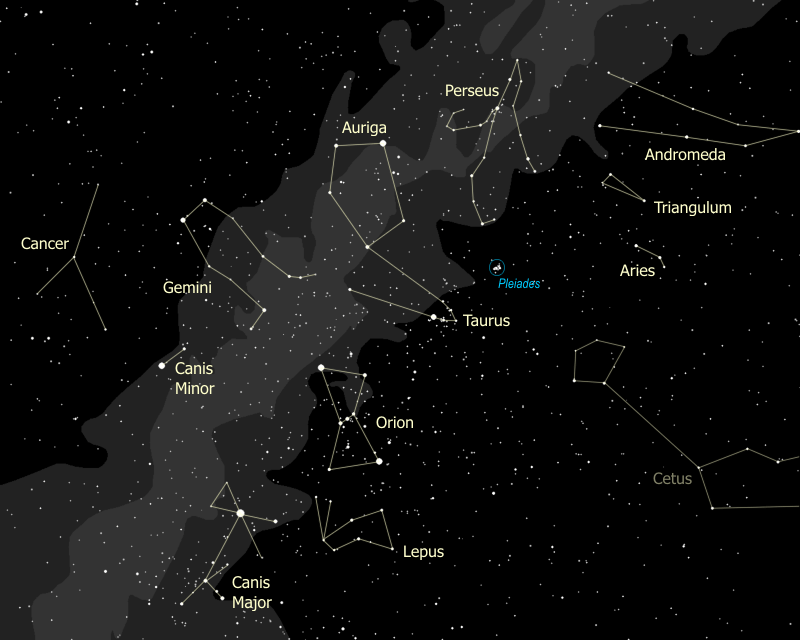 Perseus
Auriga
Andromeda
Triangulum
Cancer
Aries
Gemini
Pleiades
Taurus
Canis
Minor
Orion
Cetus
Lepus
Canis
Major